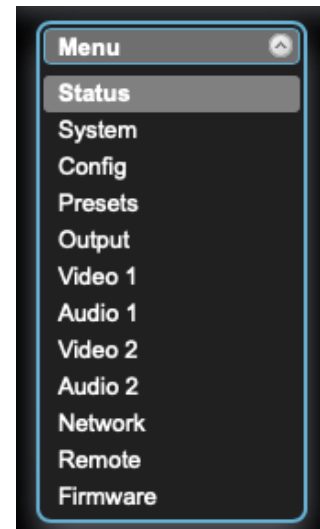 Menu
Status
System
Config
Presets
Output
Video 1
Audio 1
Video 2
Audio 2
Network
Remote
Firmware